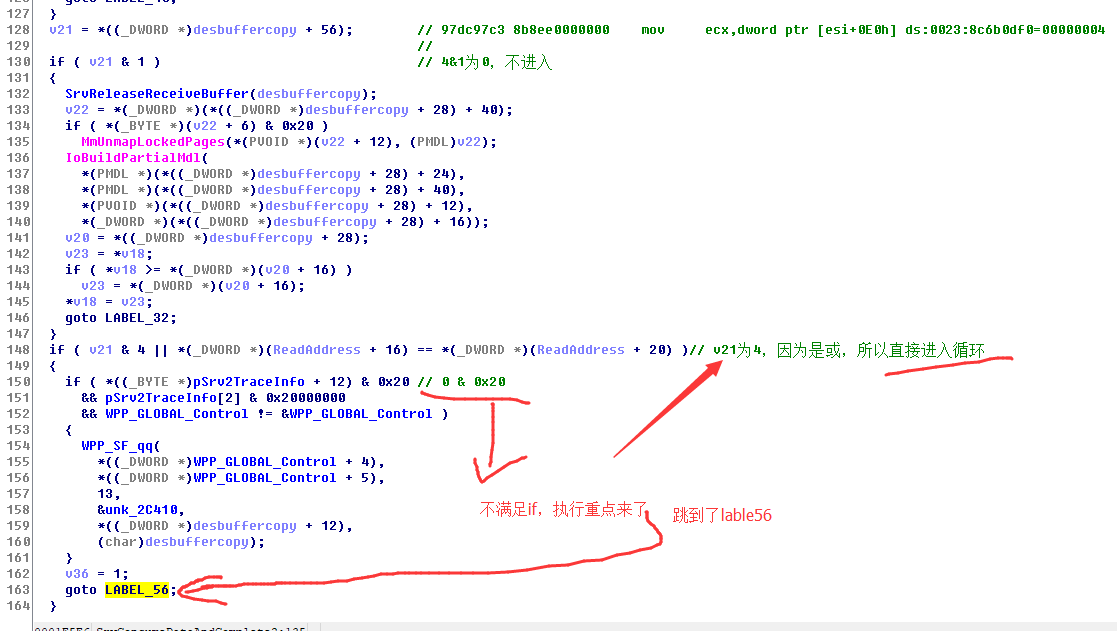 127 }
128 v21 = *((_DWORD *)desbuffercopy + 56); // 97dc97c3 8b8ee0000000 mov ecx,dword ptr [esi+0E0h] ds:0023:8c6b0df0=00000004
129 //
130 if ( v21 & 1 ) // 4&1为0，不进入
131 {
132 SrvReleaseReceiveBuffer(desbuffercopy);
133 v22 = *(_DWORD *)(*((_DWORD *)desbuffercopy + 28) + 40);
134 if ( *(_BYTE *)(v22 + 6) & 0x20 )
135 MmUnmapLockedPages(*(PVOID *)(v22 + 12), (PMDL)v22);
136 IoBuildPartialMdl(
137 *(PMDL *)(*((_DWORD *)desbuffercopy + 28) + 24),
138 *(PMDL *)(*((_DWORD *)desbuffercopy + 28) + 40),
139 *(PVOID *)(*((_DWORD *)desbuffercopy + 28) + 12),
140 *(_DWORD *)(*((_DWORD *)desbuffercopy + 28) + 16));
141 v20 = *((_DWORD *)desbuffercopy + 28);
142 v23 = *v18;
143 if ( *v18 >= *(_DWORD *)(v20 + 16) )
144 v23 = *(_DWORD *)(v20 + 16);
145 *v18 = v23;
146 goto LABEL_32;
147 }
148 if ( v21 & 4 || *(_DWORD *)(ReadAddress + 16) == *(_DWORD *)(ReadAddress + 20) )// v21为4，因为是或，所以直接进入循环
149 {
150 if ( *((_BYTE *)pSrv2TraceInfo + 12) & 0x20 // 0 & 0x20
151 && pSrv2TraceInfo[2] & 0x20000000
152 && WPP_GLOBAL_Control != &WPP_GLOBAL_Control )
153 {
154 WPP_SF_qq(
155 *((_DWORD *)WPP_GLOBAL_Control + 4),
156 *((_DWORD *)WPP_GLOBAL_Control + 5),
157 13,
158 &unk_2C410,
159 *((_DWORD *)desbuffercopy + 12),
160 (char)desbuffercopy);
不满足if，执行重点来了 跳到了lable56
161 }
162 v36 = 1;
163 goto LABEL_56;
164 }